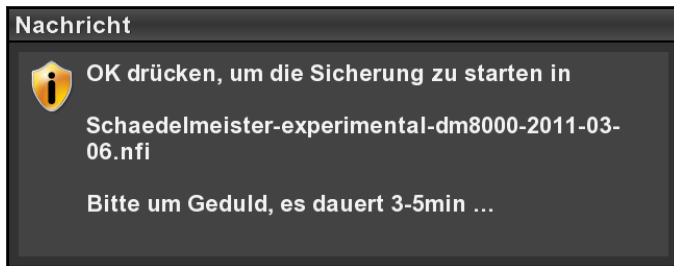 Nachricht
OK drücken, um die Sicherung zu starten in
Schaedelmeister-experimental-dm8000-2011-03-
06.nfi
Bitte um Geduld, es dauert 3-5min ...